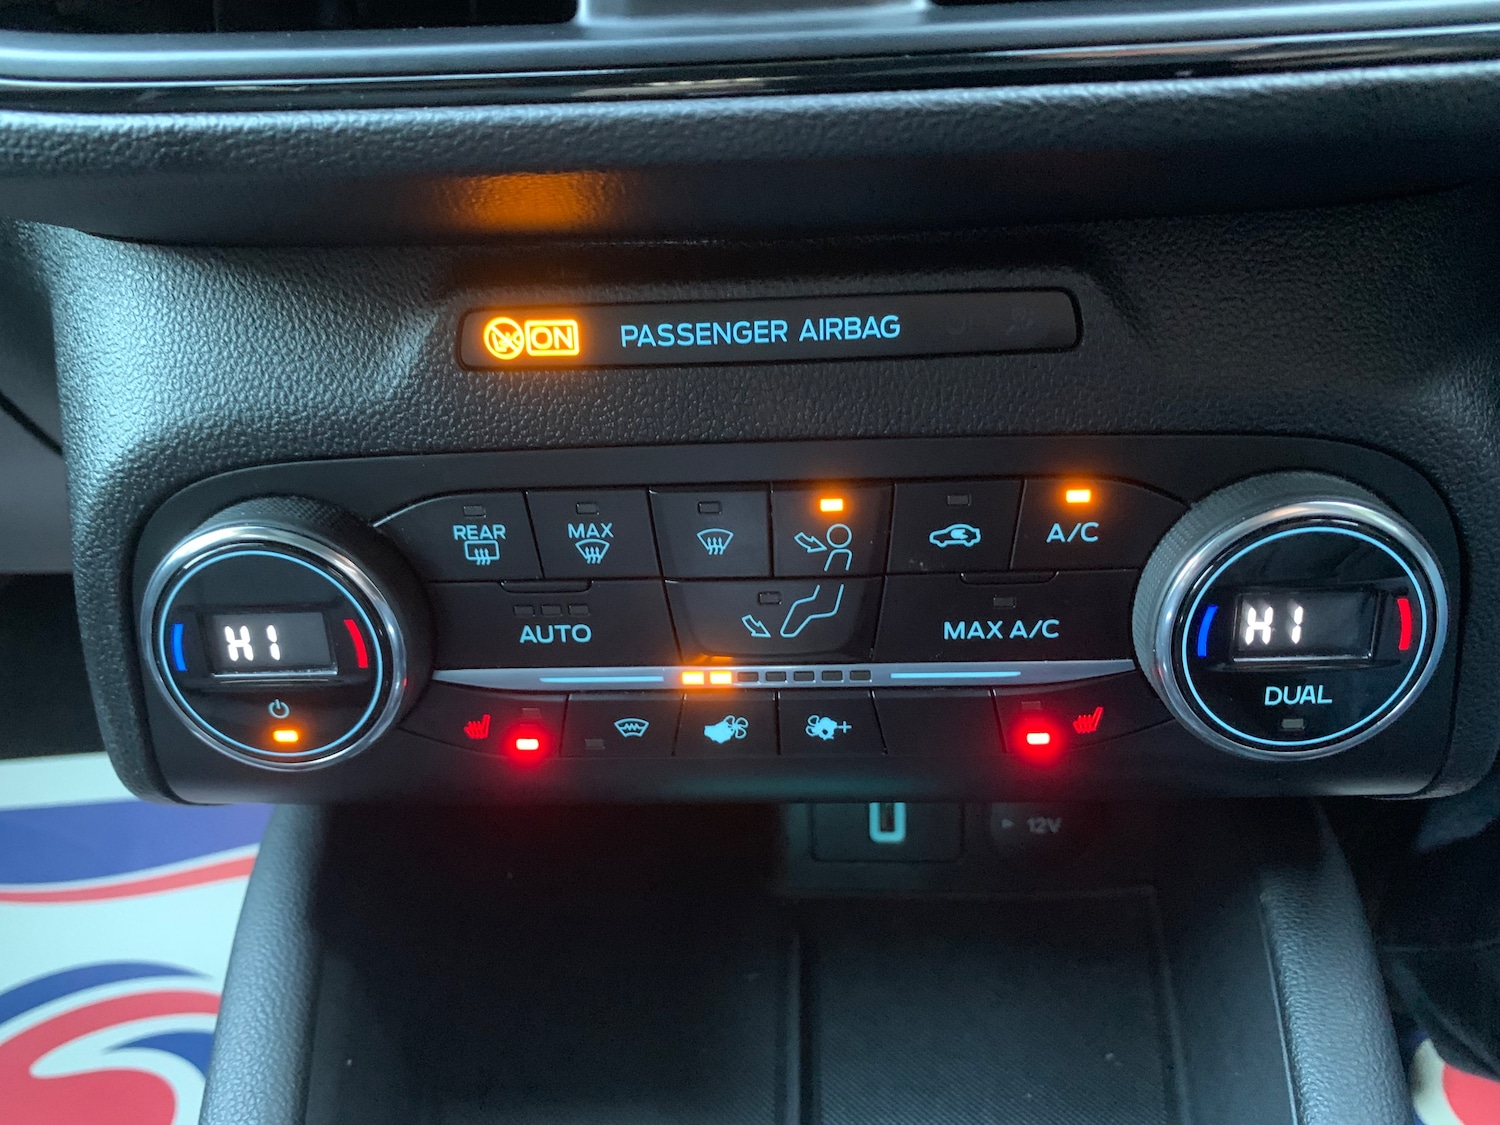 ON PASSENGER AIRBAG
REAR
MAX
A/C
AUTO
MAX A/C
HI
HI
DUAL
12V